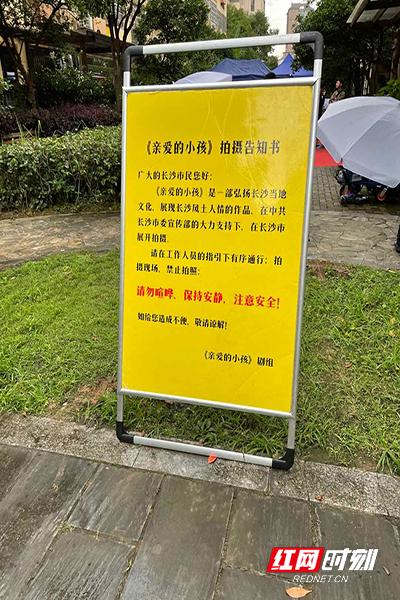 《亲爱的小孩》拍摄告知书
广大的长沙市民您好：
《亲爱的小孩》是一部弘扬长沙当地
文化，展现长沙风土人情的作品，在中共
长沙市委宣传部的大力支持下，在长沙市
展开拍摄。
请在工作人员的指引下有序通行；拍
摄现场，禁止拍照；
请勿喧哗，保持安静，注意安全！
如给您造成不便，敬请谅解！
《亲爱的小孩》剧组
红网时刻
REDNET.CN